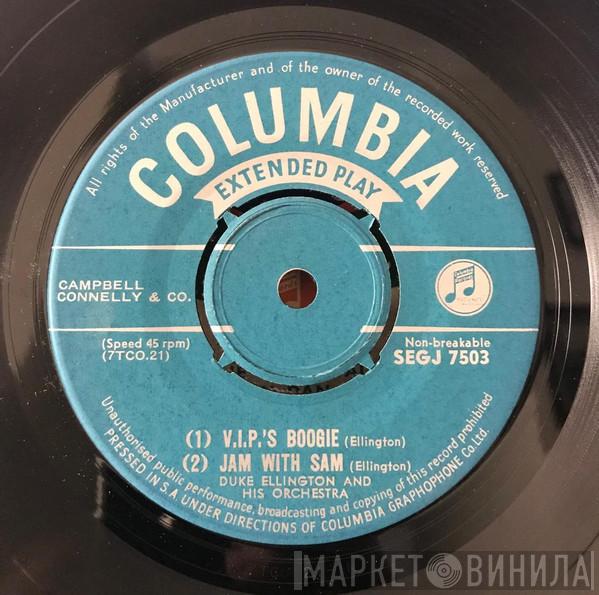 All rights of the Manufacturer and of the owner of the recorded work reserved
COLUMBIA
EXTENDED PLAY
CAMPBELL
CONNELLY & CO.
(Speed 45 rpm)
(7TCO.21)
Non-breakable
SEGJ 7503
(1) V.I.P.'S BOOGIE (Ellington)
(2) JAM WITH SAM (Ellington)
DUKE ELLINGTON AND
HIS ORCHESTRA
Unauthorised public performance, broadcasting and copying of this record prohibited
PRESSED IN S.A. UNDER DIRECTIONS OF COLUMBIA GRAPHOPHONE Co. Ltd.
МАРКЕТ ВИНИЛА